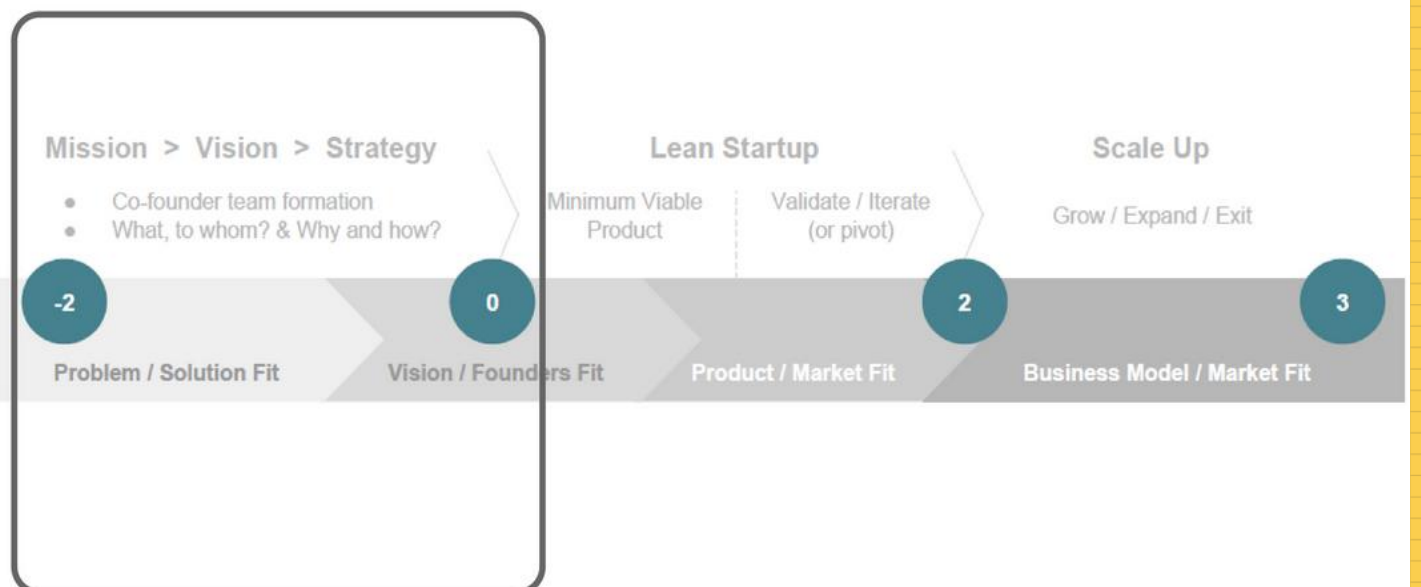 Mission > Vision > Strategy
● Co-founder team formation
● What, to whom? & Why and how?
Lean Startup
Minimum Viable
Product
Validate / Iterate
(or pivot)
Scale Up
Grow / Expand / Exit
-2
0
2
3
Problem / Solution Fit
Vision / Founders Fit
Product / Market Fit
Business Model / Market Fit